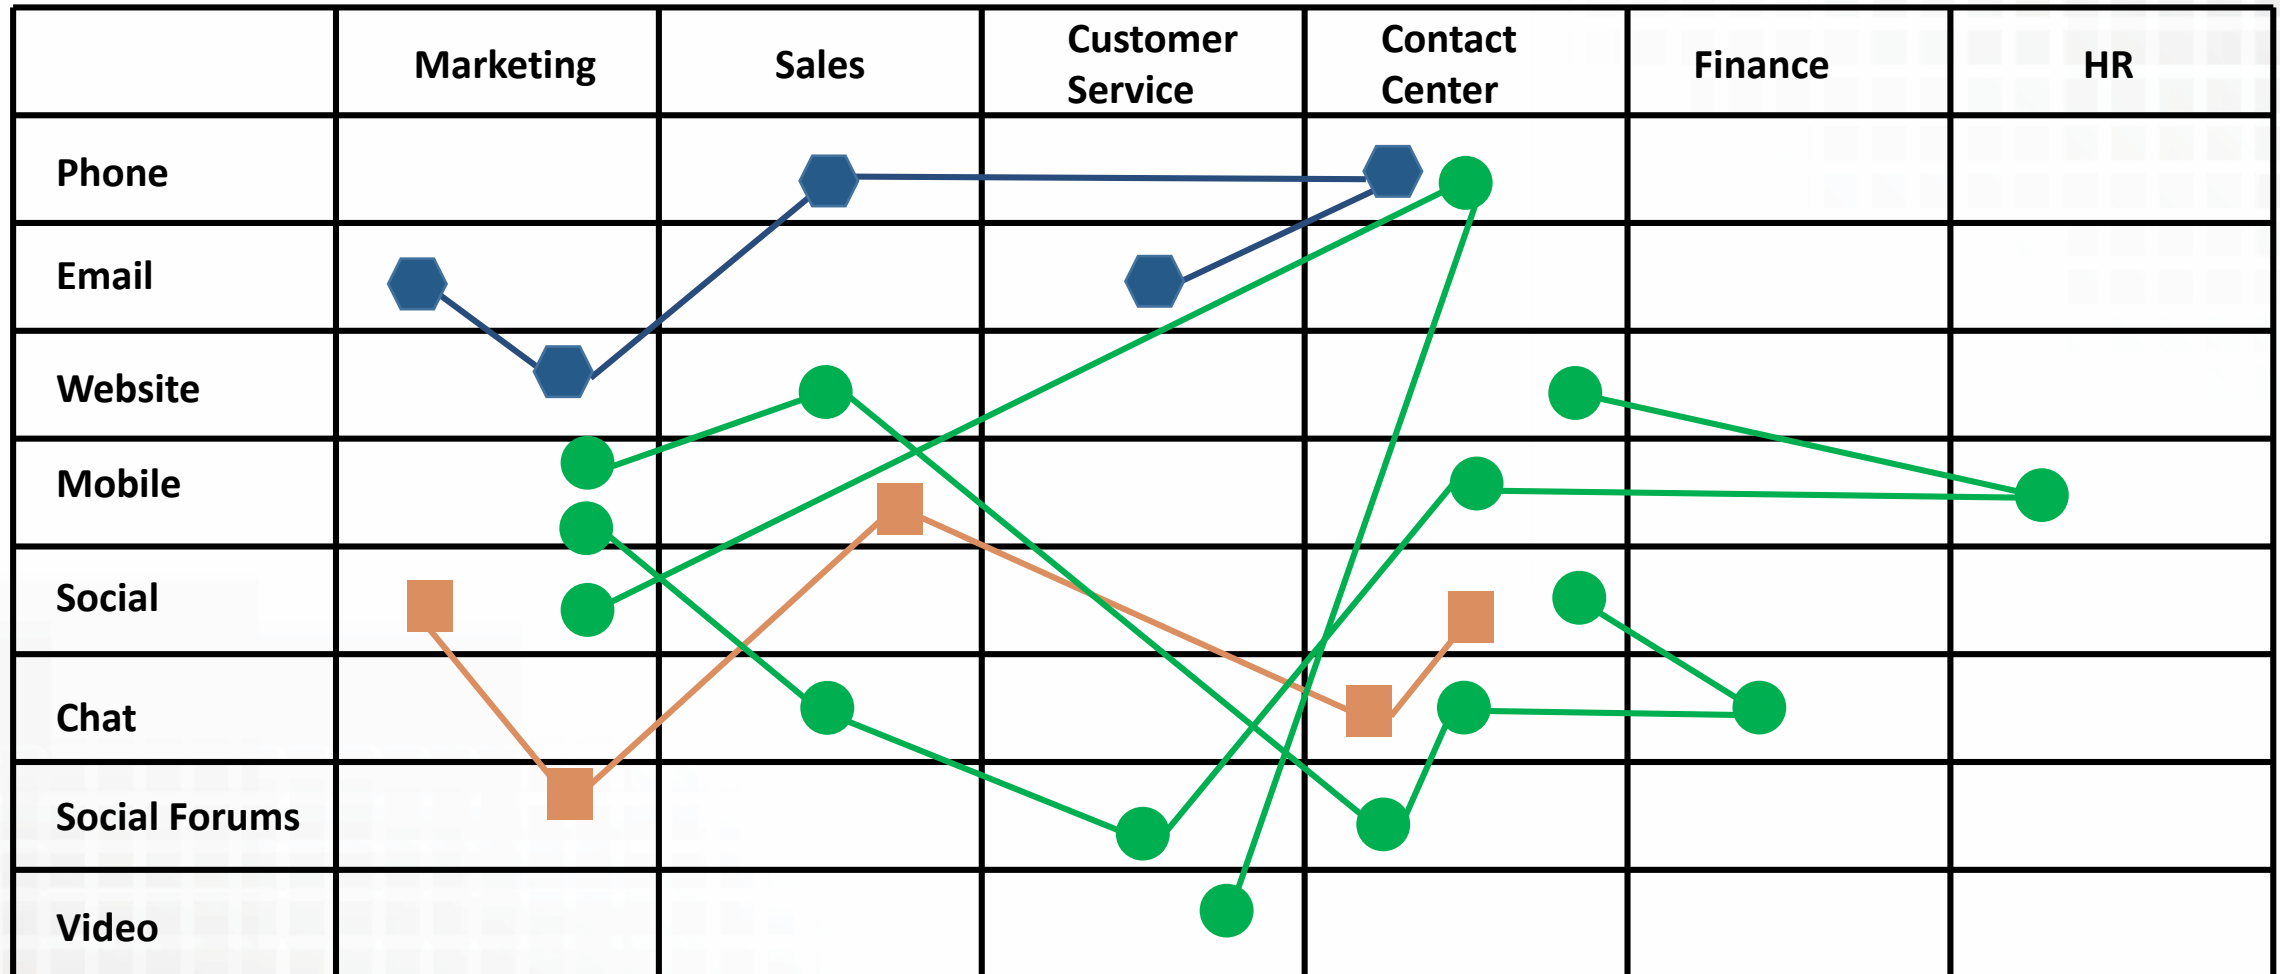 Marketing
Sales
Customer
Service
Contact
Center
Finance
HR
Phone
Email
Website
Mobile
Social
Chat
Social Forums
Video